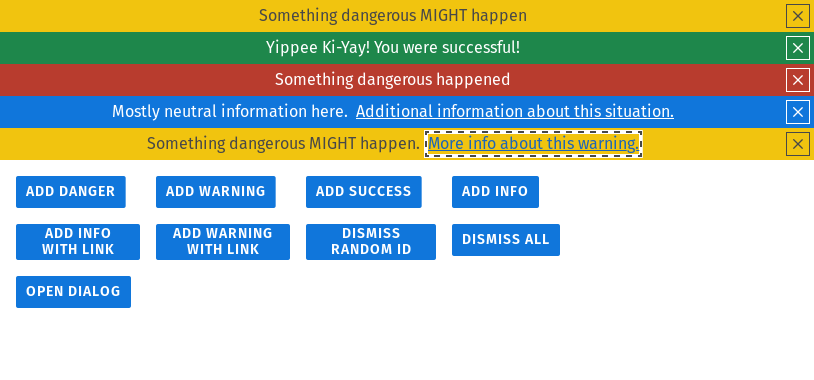 Something dangerous MIGHT happen
Yippee Ki-Yay! You were successful!
Something dangerous happened
Mostly neutral information here. Additional information about this situation.
Something dangerous MIGHT happen. More info about this warning.
ADD DANGER ADD WARNING ADD SUCCESS ADD INFO
ADD INFO
WITH LINK
ADD WARNING
WITH LINK
DISMISS
RANDOM ID
DISMISS ALL
OPEN DIALOG